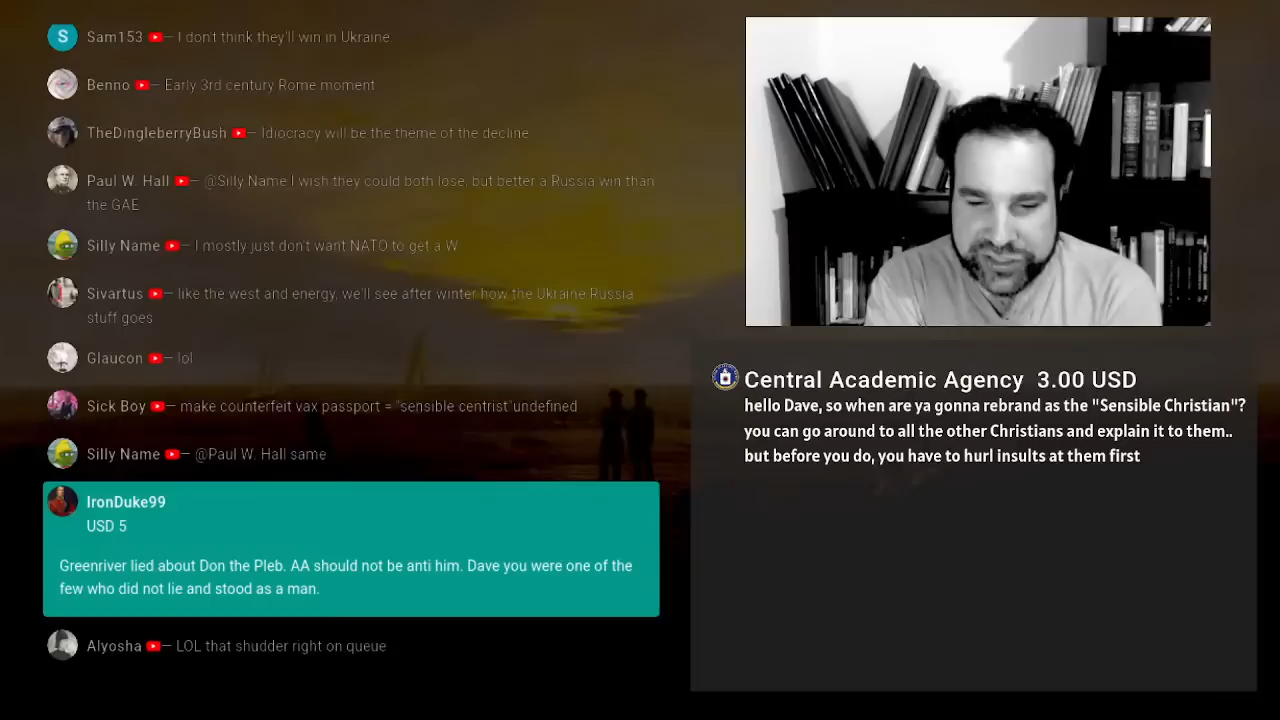 S
Sam153 — I don't think they'll win in Ukraine
Benno — Early 3rd century Rome moment
TheDingleberryBush — Idiocracy will be the theme of the decline
Paul W. Hall — @Silly Name I wish they could both lose, but better a Russia win than
the GAE
Silly Name — I mostly just don't want NATO to get a W
Sivartus — like the west and energy, we'll see after winter how the Ukraine Russia
stuff goes
Glaucon — lol
Sick Boy — make counterfeit vax passport = "sensible centrist"undefined
Silly Name — @Paul W. Hall same
IronDuke99
USD 5
Greenriver lied about Don the Pleb. AA should not be anti him. Dave you were one of the
few who did not lie and stood as a man.
Alyosha — LOL that shudder right on queue
Central Academic Agency 3.00 USD
hello Dave, so when are ya gonna rebrand as the "Sensible Christian"?
you can go around to all the other Christians and explain it to them..
but before you do, you have to hurl insults at them first